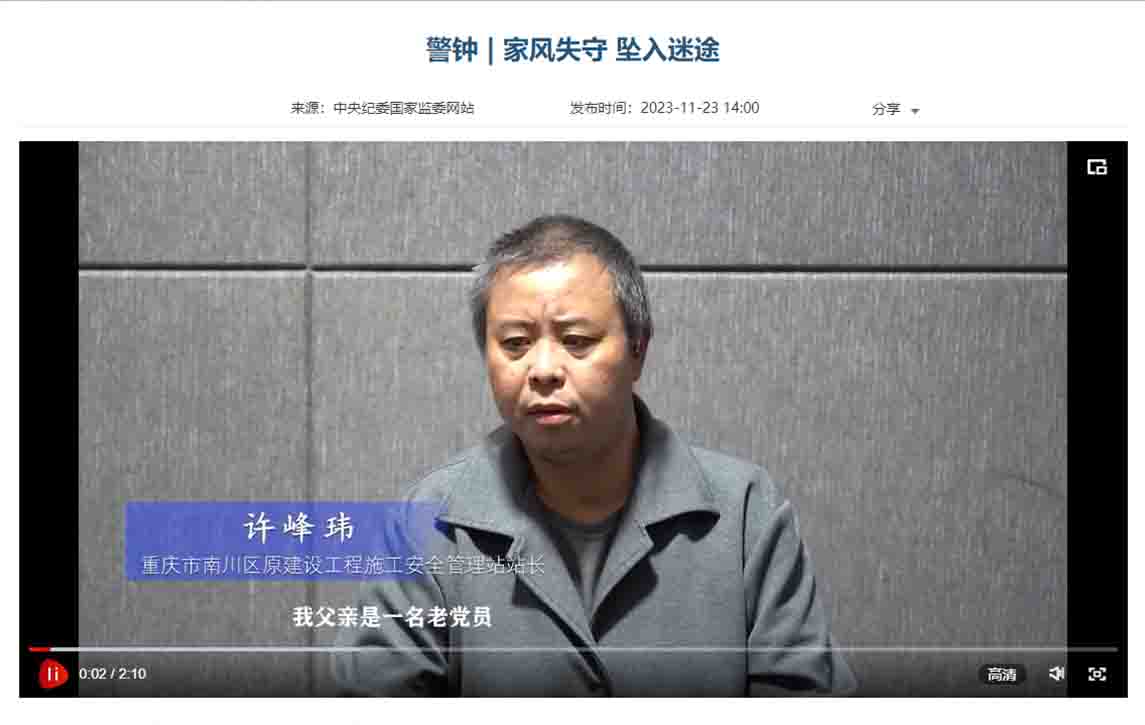 警钟 | 家风失守 坠入迷途
来源：中央纪委国家监委网站 发布时间：2023-11-23 14:00 分享
许峰玮
重庆市南川区原建设工程施工安全管理站站长
我父亲是一名老党员
0:02 / 2:10 高清